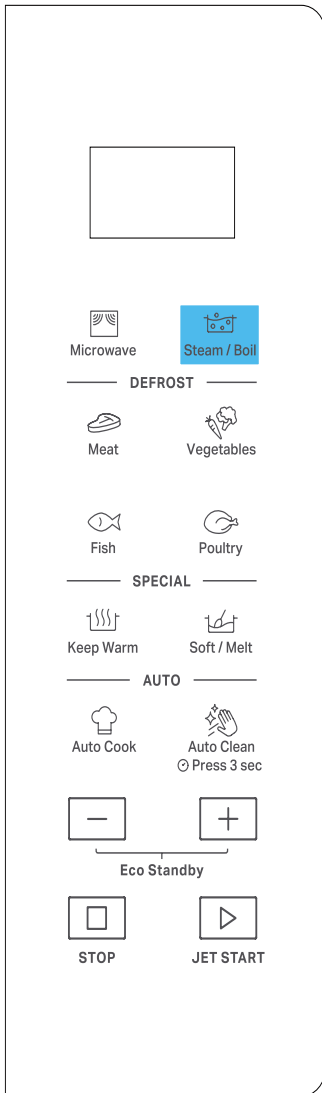 Microwave Steam / Boil
DEFROST
Meat Vegetables
Fish Poultry
SPECIAL
Keep Warm Soft / Melt
AUTO
Auto Cook Auto Clean
Press 3 sec
Eco Standby
STOP JET START